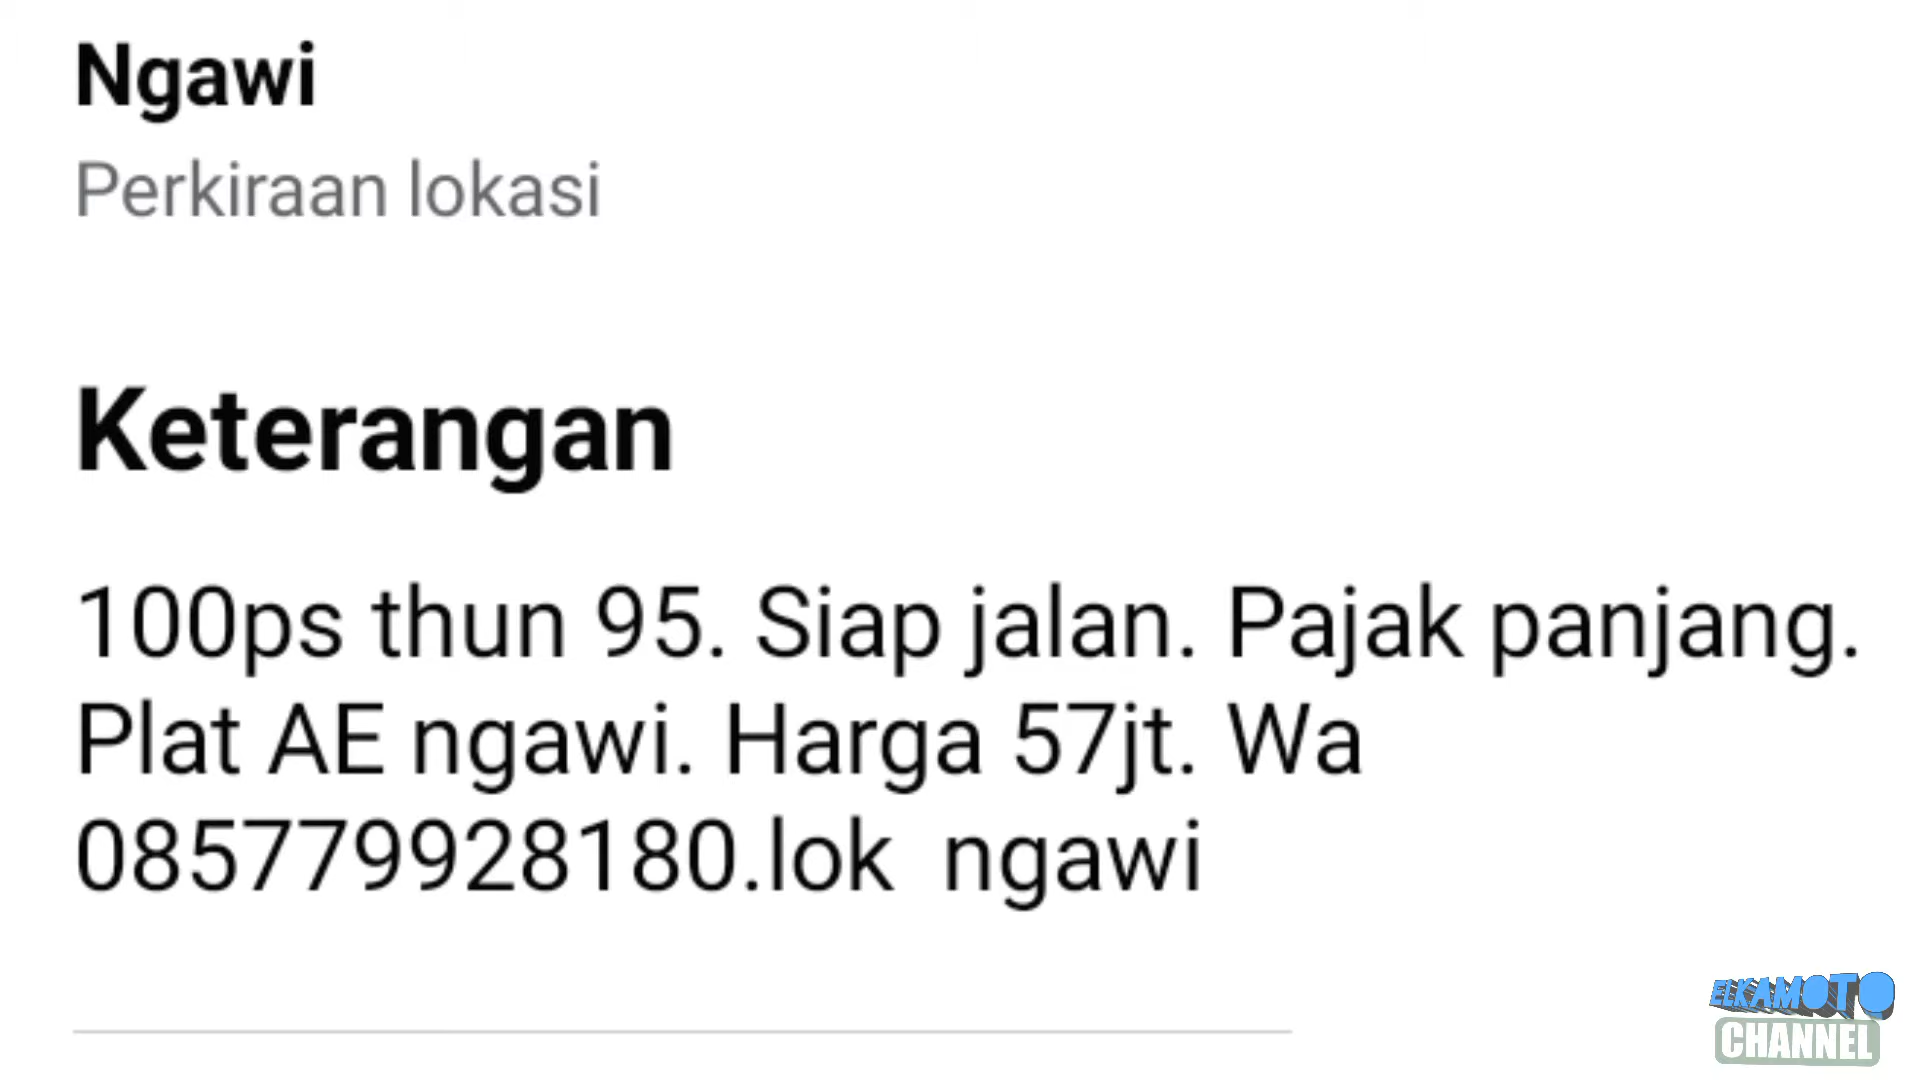 Ngawi
Perkiraan lokasi
Keterangan
100ps thun 95. Siap jalan. Pajak panjang.
Plat AE ngawi. Harga 57jt. Wa
085779928180.lok  ngawi
ELKAMOTO
CHANNEL